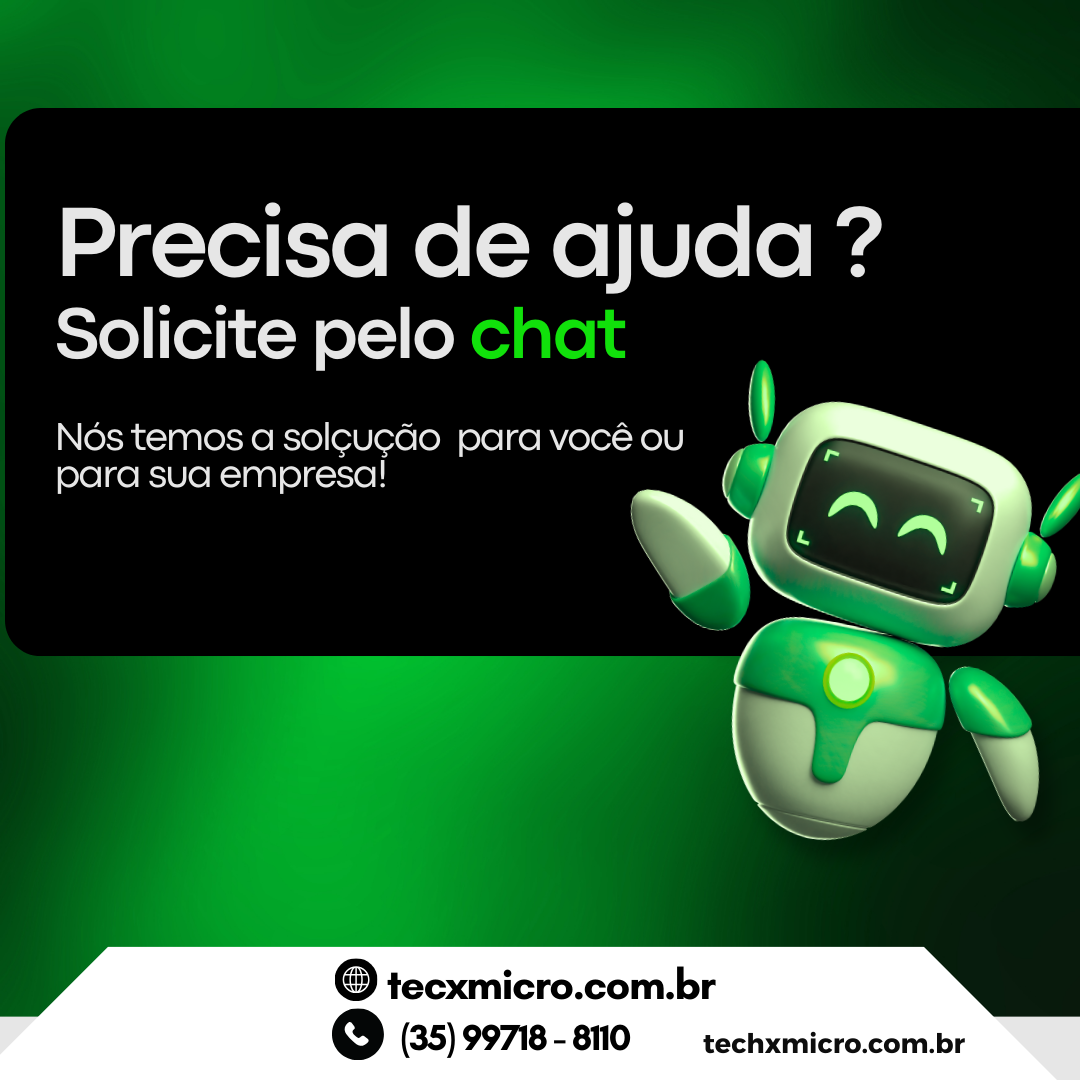 Precisa de ajuda ?
Solicite pelo chat
Nós temos a solçução  para você ou
para sua empresa!
tecxmicro.com.br
(35) 99718 - 8110
techxmicro.com.br